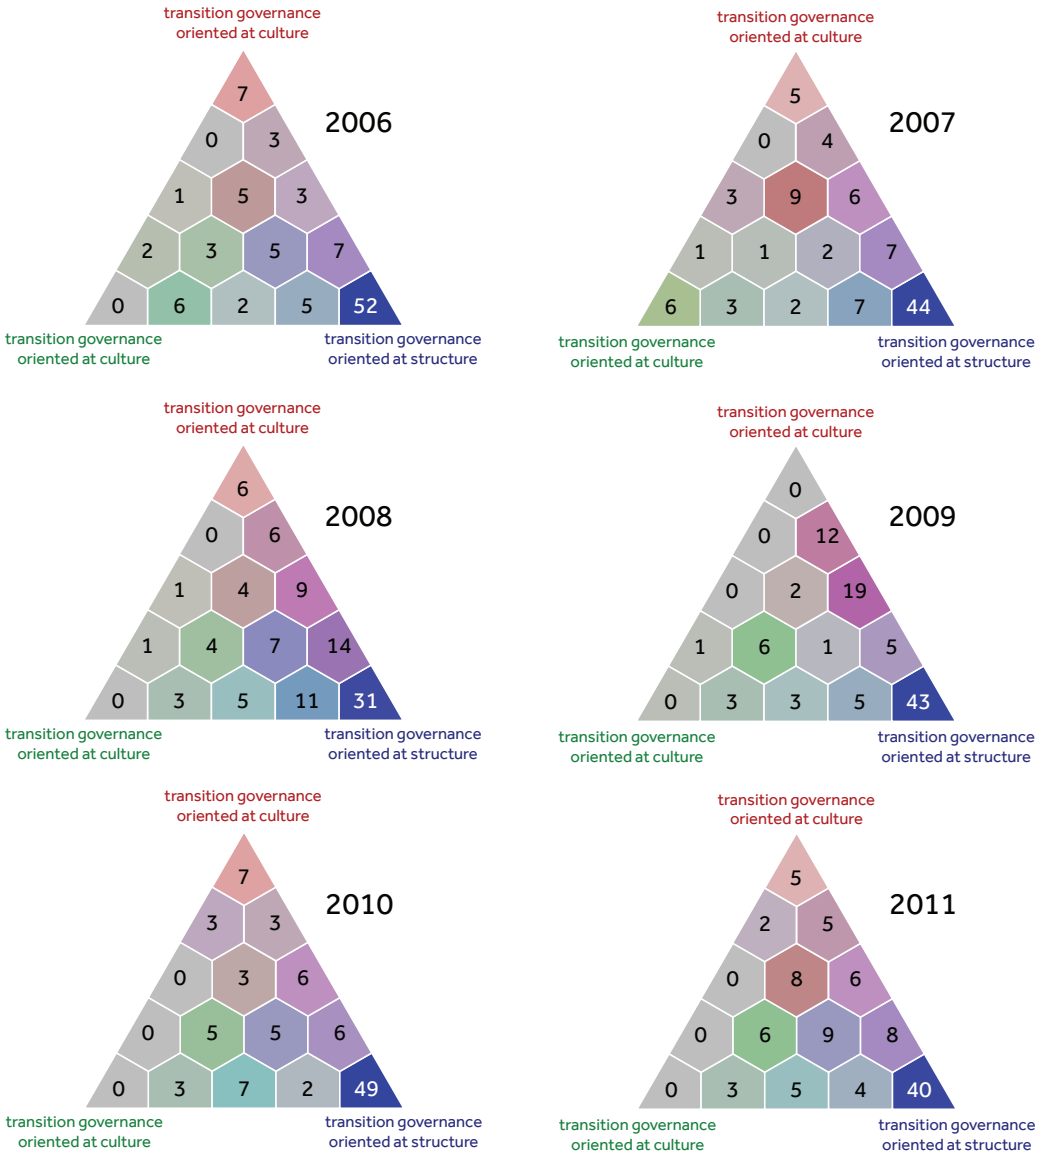 transition governance
oriented at culture
7
2006
0 3
1 5 3
2 3 5 7
0 6 2 5 52
transition governance
oriented at culture
transition governance
oriented at structure
transition governance
oriented at culture
5
2007
0 4
3 9 6
1 1 2 7
6 3 2 7 44
transition governance
oriented at culture
transition governance
oriented at structure
transition governance
oriented at culture
6
2008
0 6
1 4 9
1 4 7 14
0 3 5 11 31
transition governance
oriented at culture
transition governance
oriented at structure
transition governance
oriented at culture
0
2009
0 12
0 2 19
1 6 1 5
0 3 3 5 43
transition governance
oriented at culture
transition governance
oriented at structure
transition governance
oriented at culture
7
2010
3 3
0 3 6
0 5 5 6
0 3 7 2 49
transition governance
oriented at culture
transition governance
oriented at structure
transition governance
oriented at culture
5
2011
2 5
0 8 6
0 6 9 8
0 3 5 4 40
transition governance
oriented at culture
transition governance
oriented at structure